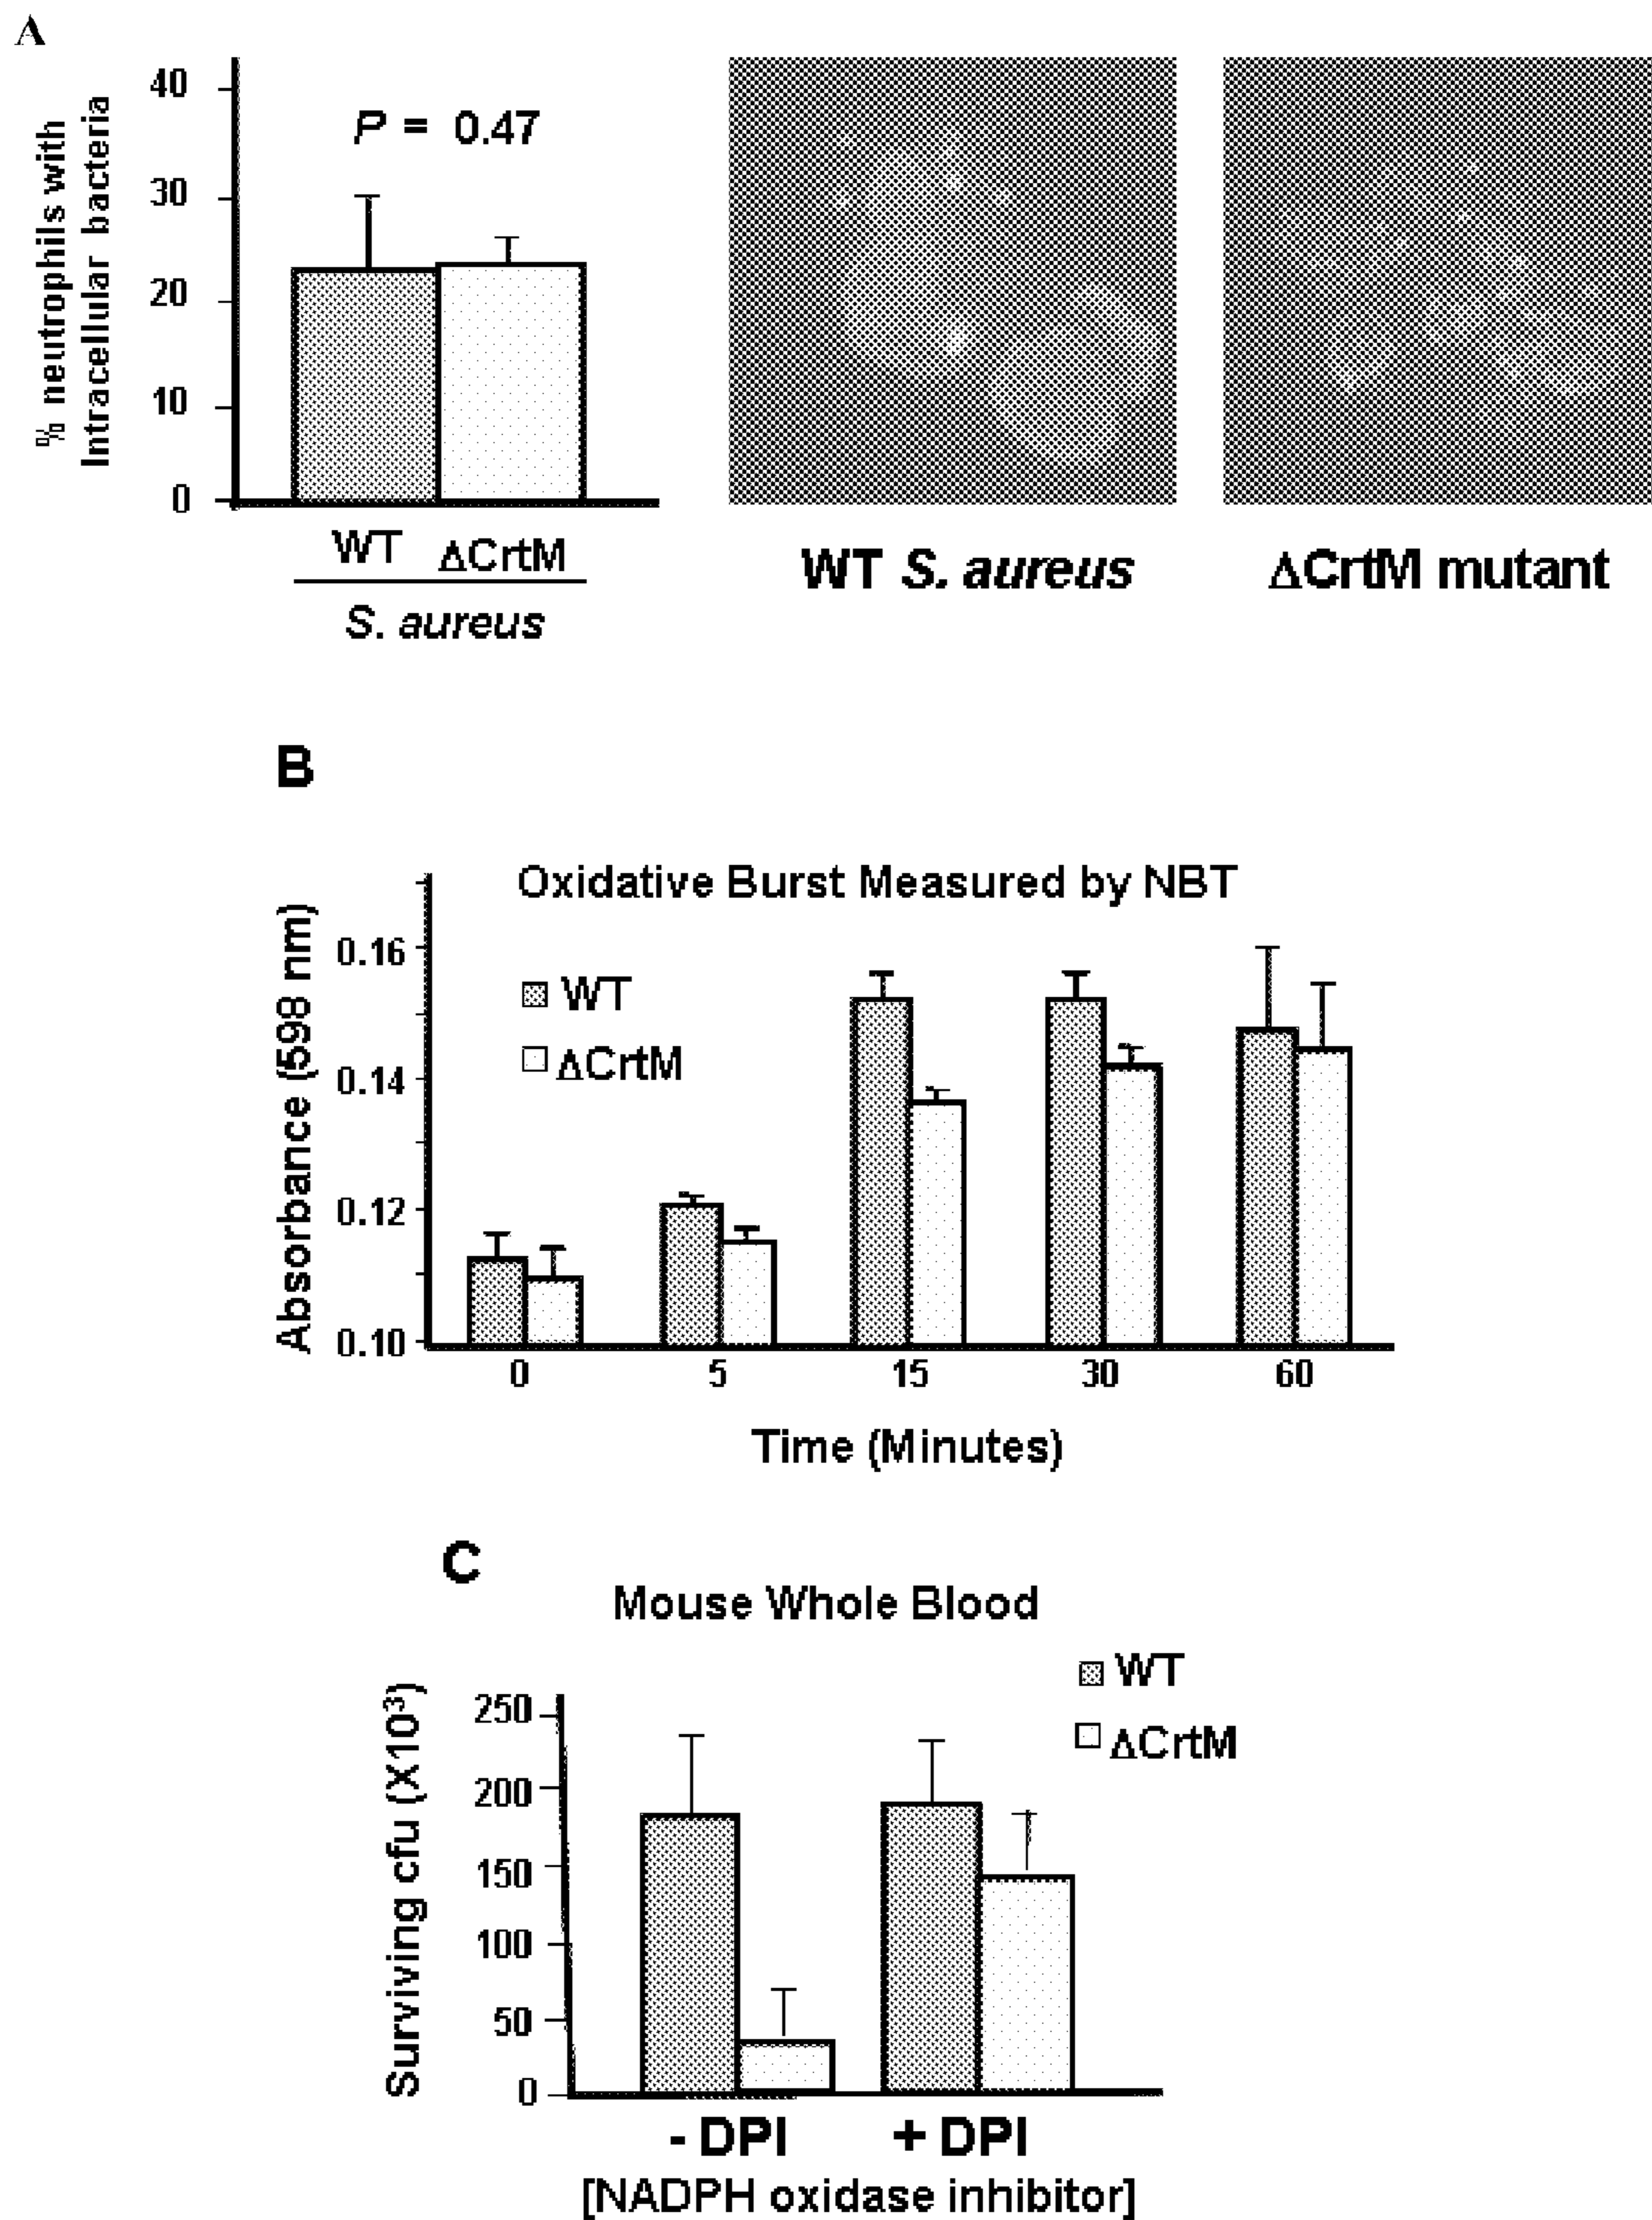 A
% neutrophils with
Intracellular bacteria
40
30
20
10
0
P = 0.47
WT ΔCrtM
S. aureus
WT S. aureus
ΔCrtM mutant
B
Oxidative Burst Measured by NBT
Absorbance (598 nm)
0.16
0.14
0.12
0.10
WT
ΔCrtM
0 5 15 30 60
Time (Minutes)
C
Mouse Whole Blood
WT
ΔCrtM
Surviving cfu (X10³)
250
200
150
100
50
0
- DPI + DPI
[NADPH oxidase inhibitor]